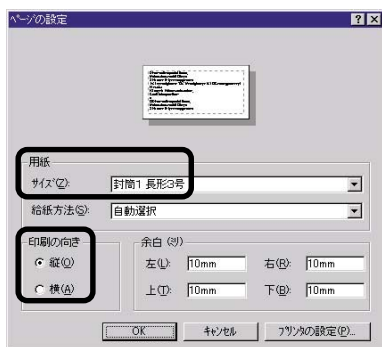 ページの設定
用紙
サイズ(Z): 封筒1 長形3号
給紙方法(S): 自動選択
印刷の向き
縦(O)
横(A)
余白 (ミリ)
左(L): 10mm 右(R): 10mm
上(T): 10mm 下(B): 10mm
OK キャンセル プリンタの設定(P)...